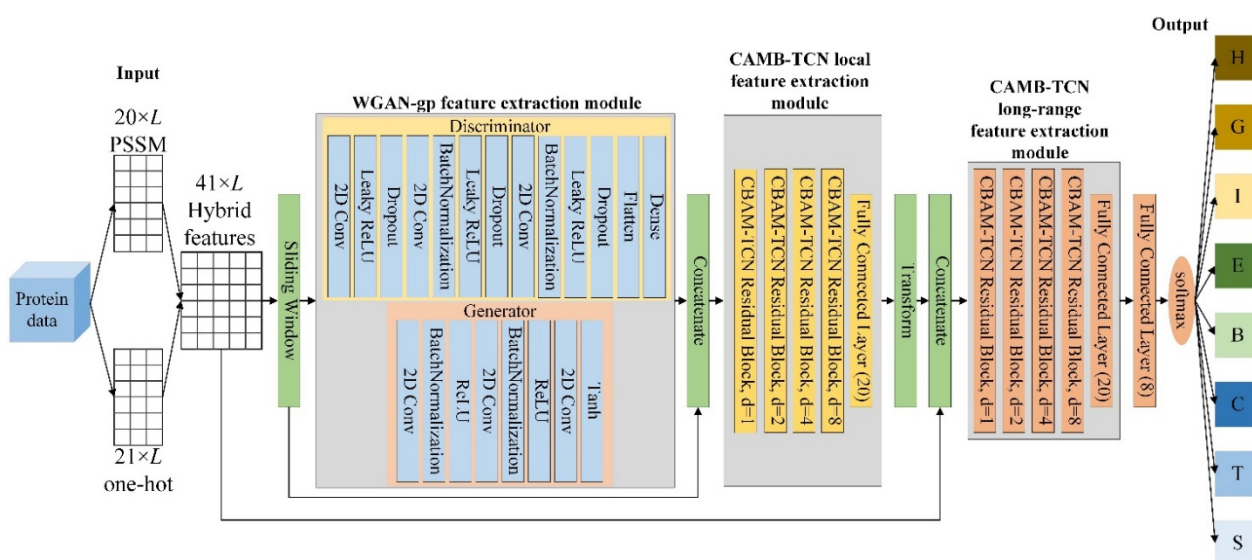 Input
20×L
PSSM
41×L
Hybrid
features
Protein
data
21×L
one-hot
Sliding Window
WGAN-gp feature extraction module
Discriminator
2D Conv
Leaky ReLU
Dropout
2D Conv
BatchNormalization
Leaky ReLU
Dropout
2D Conv
BatchNormalization
Leaky ReLU
Dropout
Flatten
Dense
Generator
2D Conv
BatchNormalization
ReLU
2D Conv
BatchNormalization
ReLU
2D Conv
Tanh
Concatenate
CAMB-TCN local
feature extraction
module
CBAM-TCN Residual Block, d=1
CBAM-TCN Residual Block, d=2
CBAM-TCN Residual Block, d=4
CBAM-TCN Residual Block, d=8
Fully Connected Layer (20)
Transform
Concatenate
CAMB-TCN
long-range
feature extraction
module
CBAM-TCN Residual Block, d=1
CBAM-TCN Residual Block, d=2
CBAM-TCN Residual Block, d=4
CBAM-TCN Residual Block, d=8
Fully Connected Layer (20)
Fully Connected Layer (8)
softmax
Output
H
G
I
E
B
C
T
S